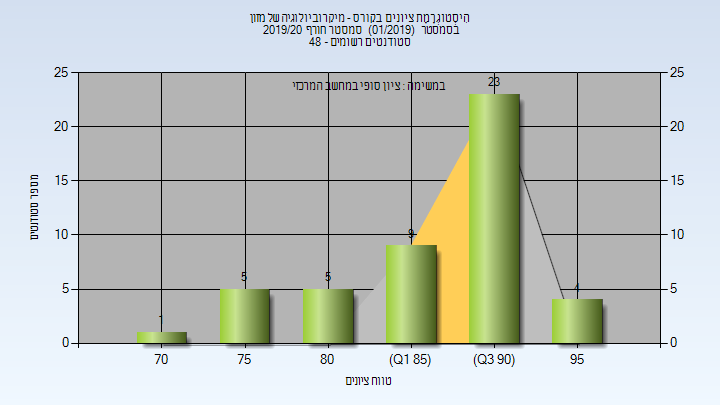 היסטוגרמת ציונים בקורס - מיקרוביולוגיה של מזון
בסמסטר (01/2019) סמסטר חורף 2019/20
סטודנטים רשומים - 48
במשימה : ציון סופי במחשב המרכזי
מספר סטודנטים
25 25
20 20
15 15
10 10
5 5
0 0
1 5 5 9 23 4
70 75 80 (Q1 85) (Q3 90) 95
טווח ציונים